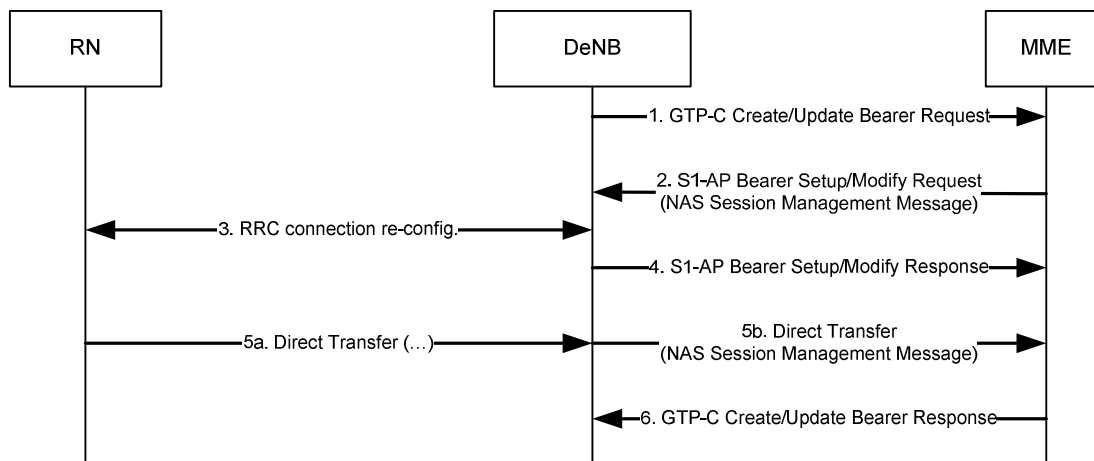 RN
DeNB
MME
1. GTP-C Create/Update Bearer Request
2. S1-AP Bearer Setup/Modify Request
(NAS Session Management Message)
3. RRC connection re-config.
4. S1-AP Bearer Setup/Modify Response
5a. Direct Transfer (...)
5b. Direct Transfer
(NAS Session Management Message)
6. GTP-C Create/Update Bearer Response